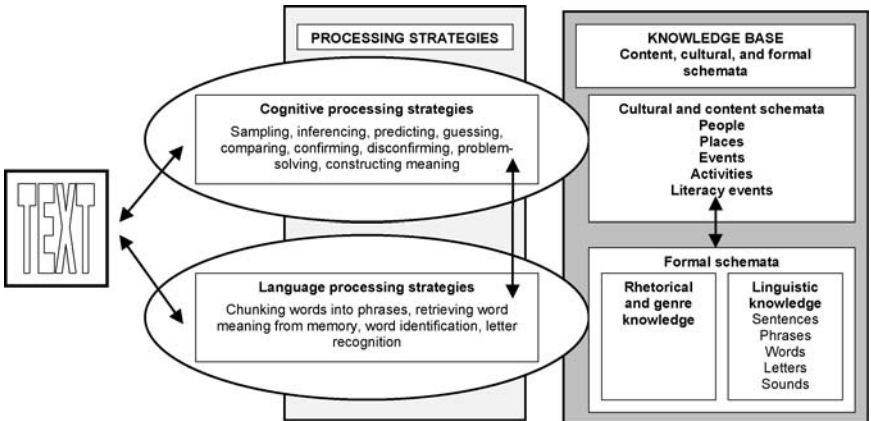 TEXT
PROCESSING STRATEGIES
Cognitive processing strategies
Sampling, inferencing, predicting, guessing,
comparing, confirming, disconfirming, problem-
solving, constructing meaning
Language processing strategies
Chunking words into phrases, retrieving word
meaning from memory, word identification, letter
recognition
KNOWLEDGE BASE
Content, cultural, and formal
schemata
Cultural and content schemata
People
Places
Events
Activities
Literacy events
Formal schemata
Rhetorical
and genre
knowledge
Linguistic
knowledge
Sentences
Phrases
Words
Letters
Sounds